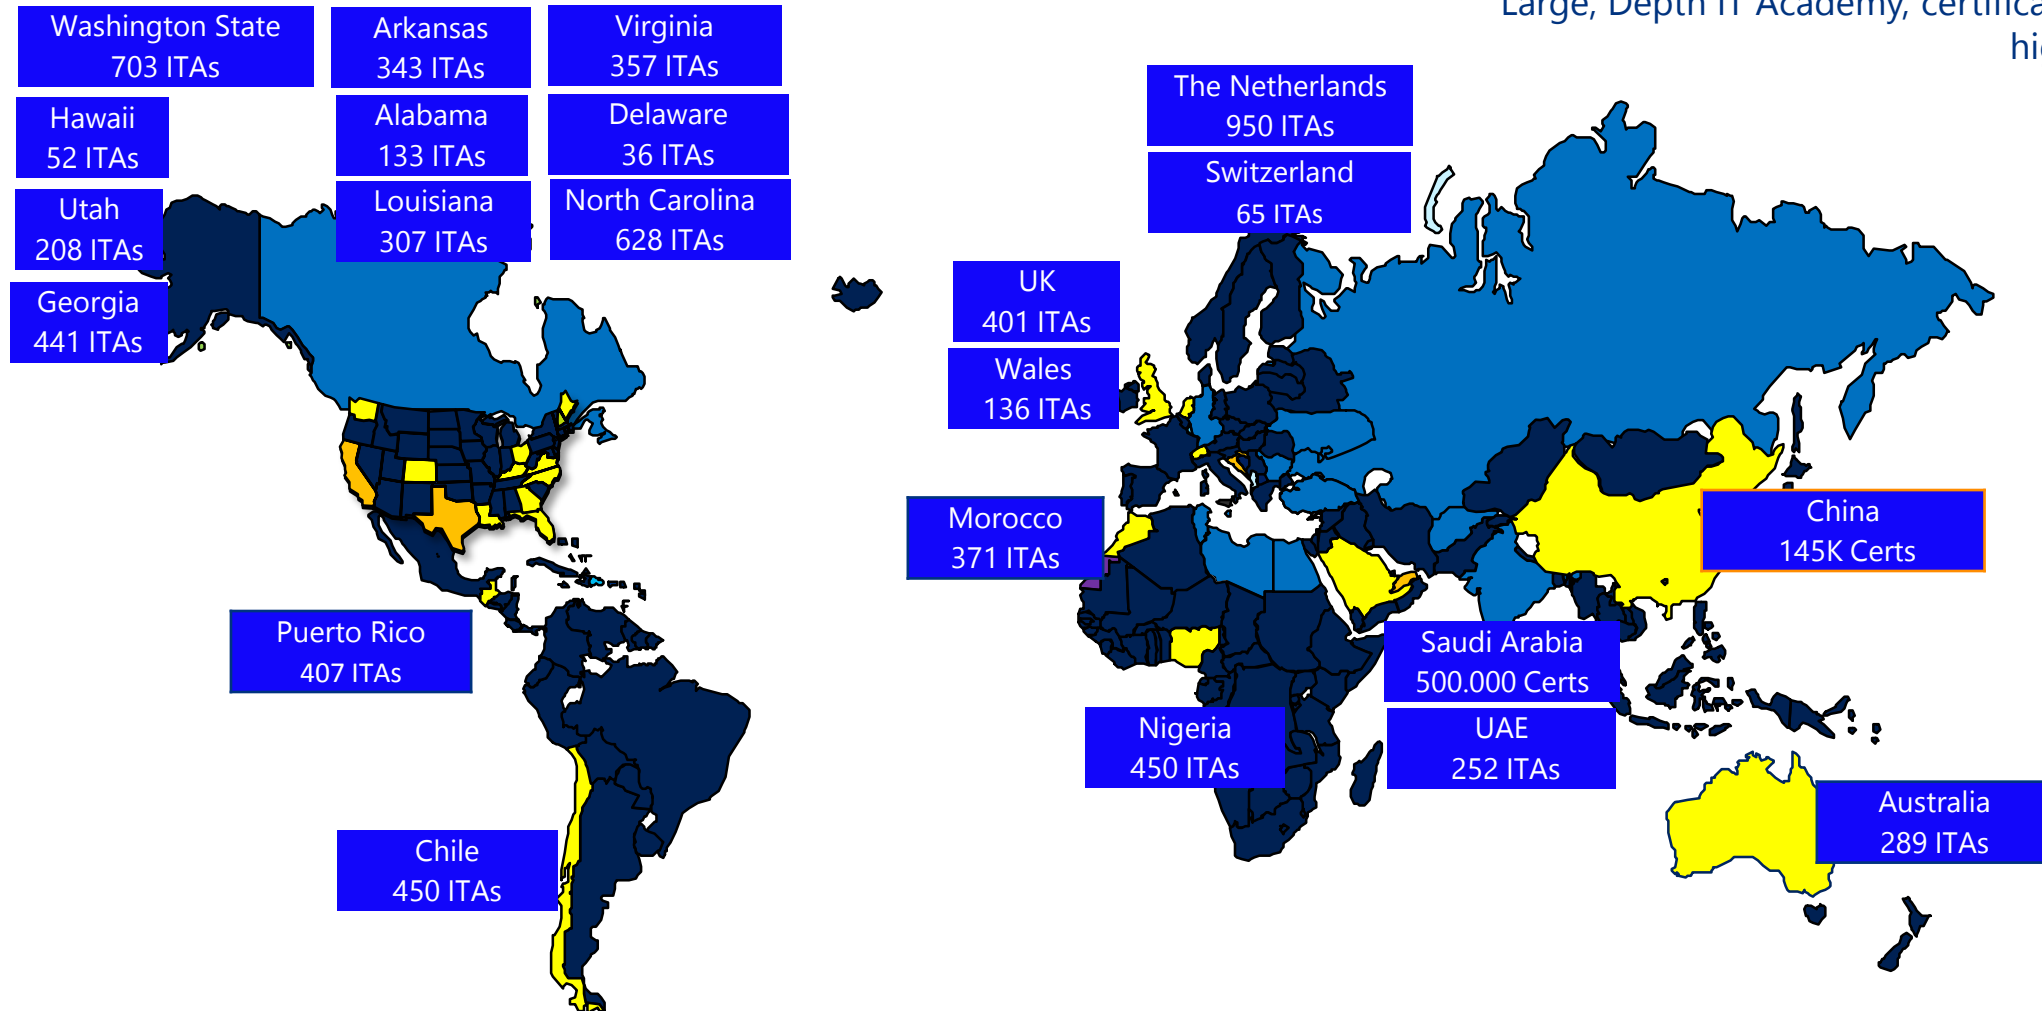 Large, Depth IT Academy,
Washington State
703 ITAs
Arkansas
343 ITAs
Virginia
357 ITAs
Hawaii
52 ITAs
Alabama
133 ITAs
Delaware
36 ITAs
Utah
208 ITAs
Louisiana
307 ITAs
North Carolina
628 ITAs
Georgia
441 ITAs
The Netherlands
950 ITAs
Switzerland
65 ITAs
UK
401 ITAs
Wales
136 ITAs
Morocco
371 ITAs
China
145K Certs
Puerto Rico
407 ITAs
Saudi Arabia
500.000 Certs
Nigeria
450 ITAs
UAE
252 ITAs
Chile
450 ITAs
Australia
289 ITAs